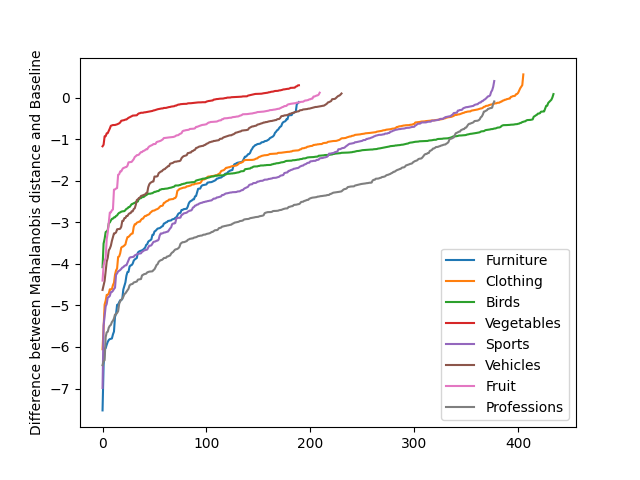 Difference between Mahalanobis distance and Baseline
0
−1
−2
−3
−4
−5
−6
−7
0
100
200
300
400
Furniture
Clothing
Birds
Vegetables
Sports
Vehicles
Fruit
Professions